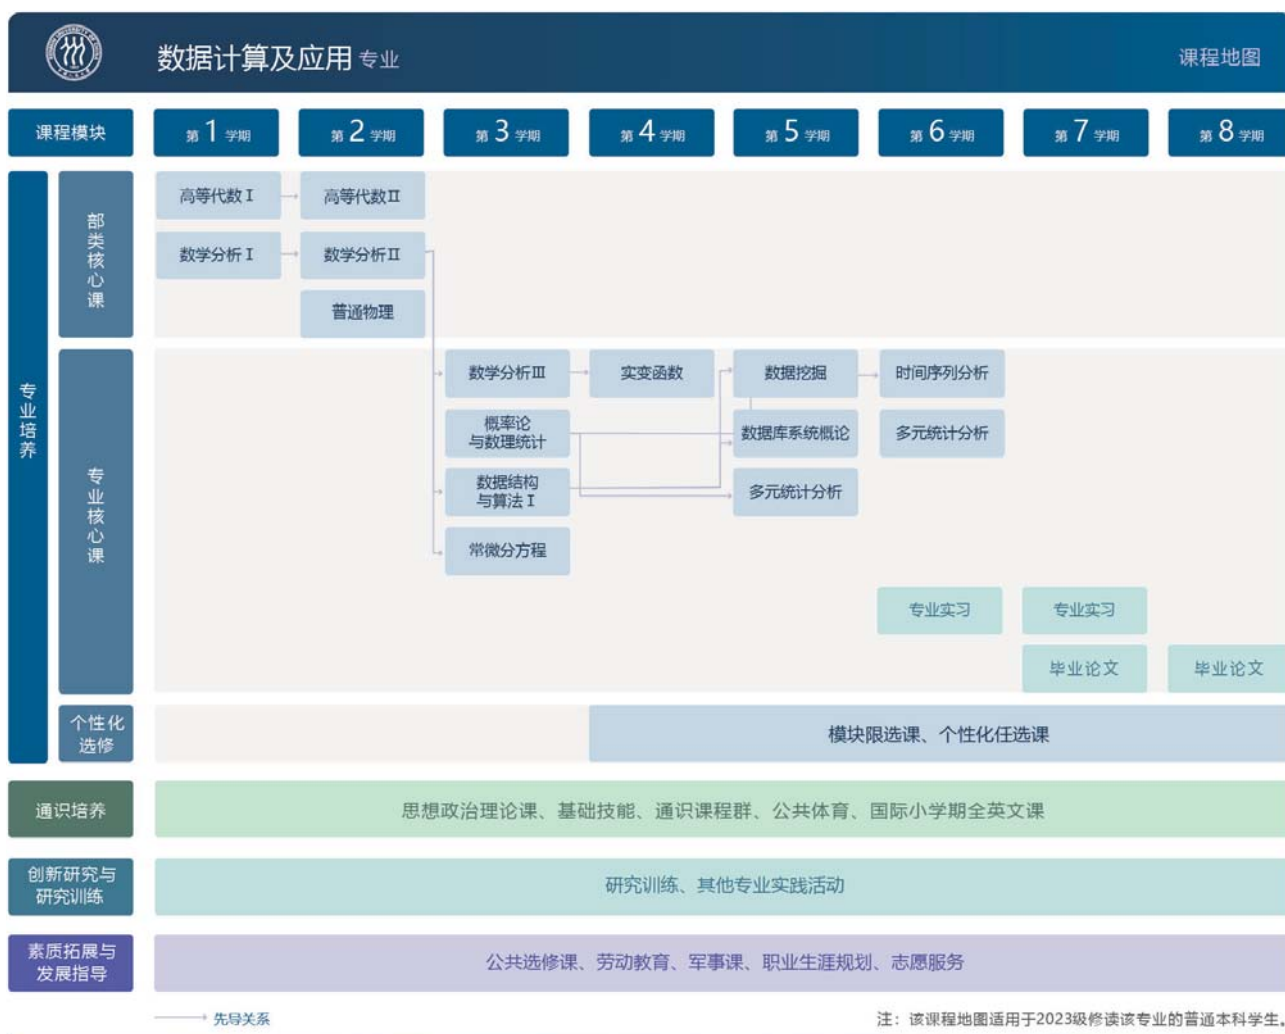 数据计算及应用 专业
课程地图
课程模块
第1学期
第2学期
第3学期
第4学期
第5学期
第6学期
第7学期
第8学期
专业培养
部类核心课
高等代数Ⅰ
高等代数Ⅱ
数学分析Ⅰ
数学分析Ⅱ
普通物理
专业核心课
数学分析Ⅲ
实变函数
数据挖掘
时间序列分析
概率论
与数理统计
数据库系统概论
多元统计分析
数据结构
与算法Ⅰ
多元统计分析
常微分方程
专业实习
专业实习
毕业论文
毕业论文
个性化
选修
模块限选课、个性化任选课
通识培养
思想政治理论课、基础技能、通识课程群、公共体育、国际小学期全英文课
创新研究与
研究训练
研究训练、其他专业实践活动
素质拓展与
发展指导
公共选修课、劳动教育、军事课、职业生涯规划、志愿服务
先导关系
注：该课程地图适用于2023级修读该专业的普通本科学生。